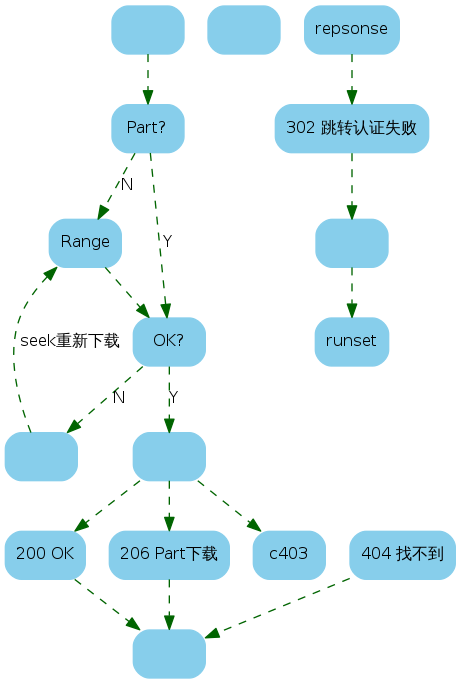 repsonse
Part?
302 跳转认证失败
N
Range
Y
seek重新下载
OK?
runset
N
Y
200 OK
206 Part下载
c403
404 找不到